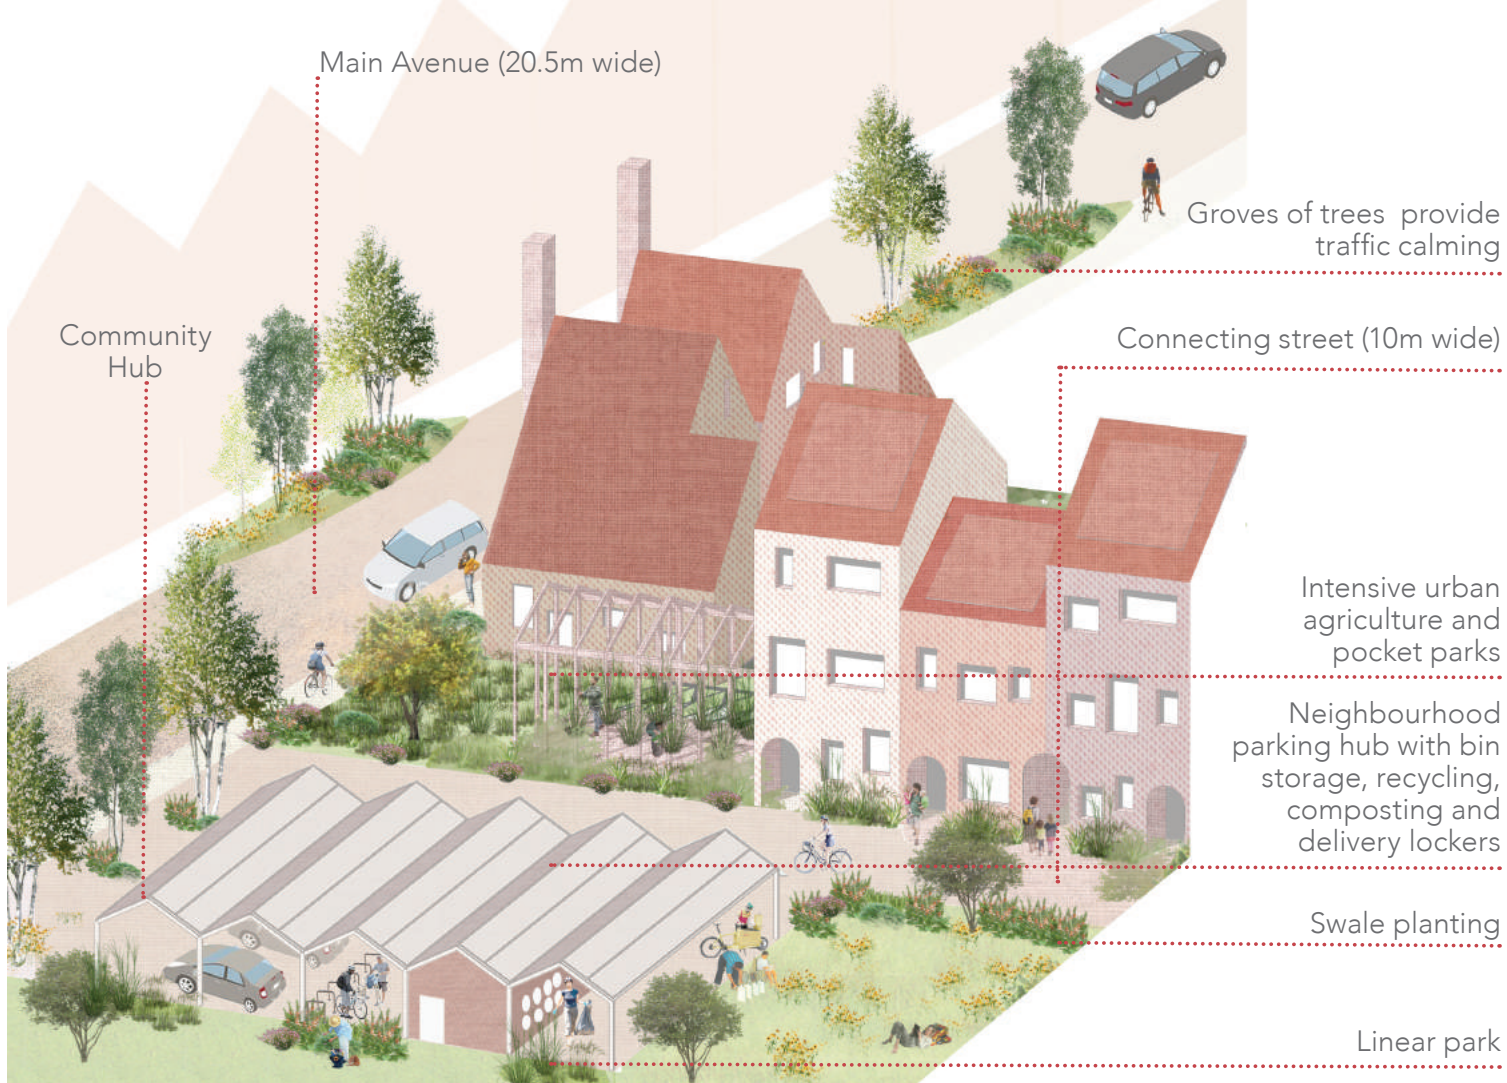 Main Avenue (20.5m wide)
Groves of trees provide
traffic calming
Community
Hub
Connecting street (10m wide)
Intensive urban
agriculture and
pocket parks
Neighbourhood
parking hub with bin
storage, recycling,
composting and
delivery lockers
Swale planting
Linear park